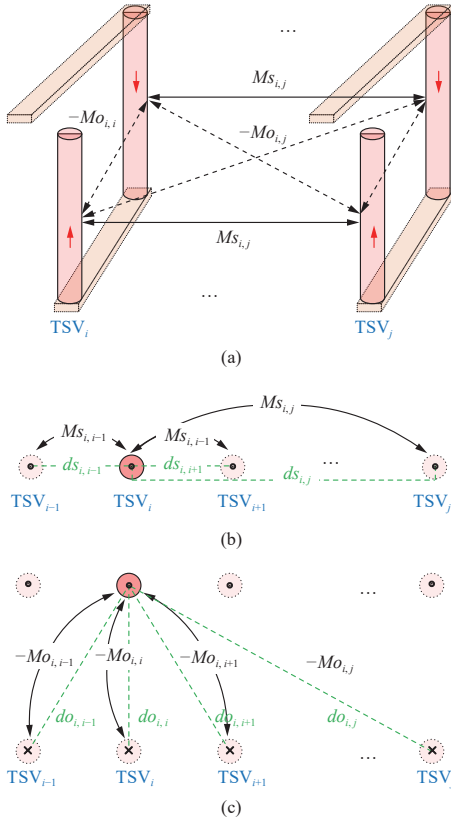 ...
Ms_{i,j}
−Mo_{i,i}
−Mo_{i,j}
Ms_{i,j}
...
TSV_i TSV_j
(a)
Ms_{i,j}
Ms_{i,i−1} Ms_{i,i−1}
ds_{i,i−1} ds_{i,i+1} ... ds_{i,j}
TSV_{i−1} TSV_i TSV_{i+1} TSV_j
(b)
...
−Mo_{i,i−1} −Mo_{i,i} −Mo_{i,i+1} −Mo_{i,j}
do_{i,i−1} do_{i,i} do_{i,i+1} do_{i,j}
...
TSV_{i−1} TSV_i TSV_{i+1} TSV
(c)